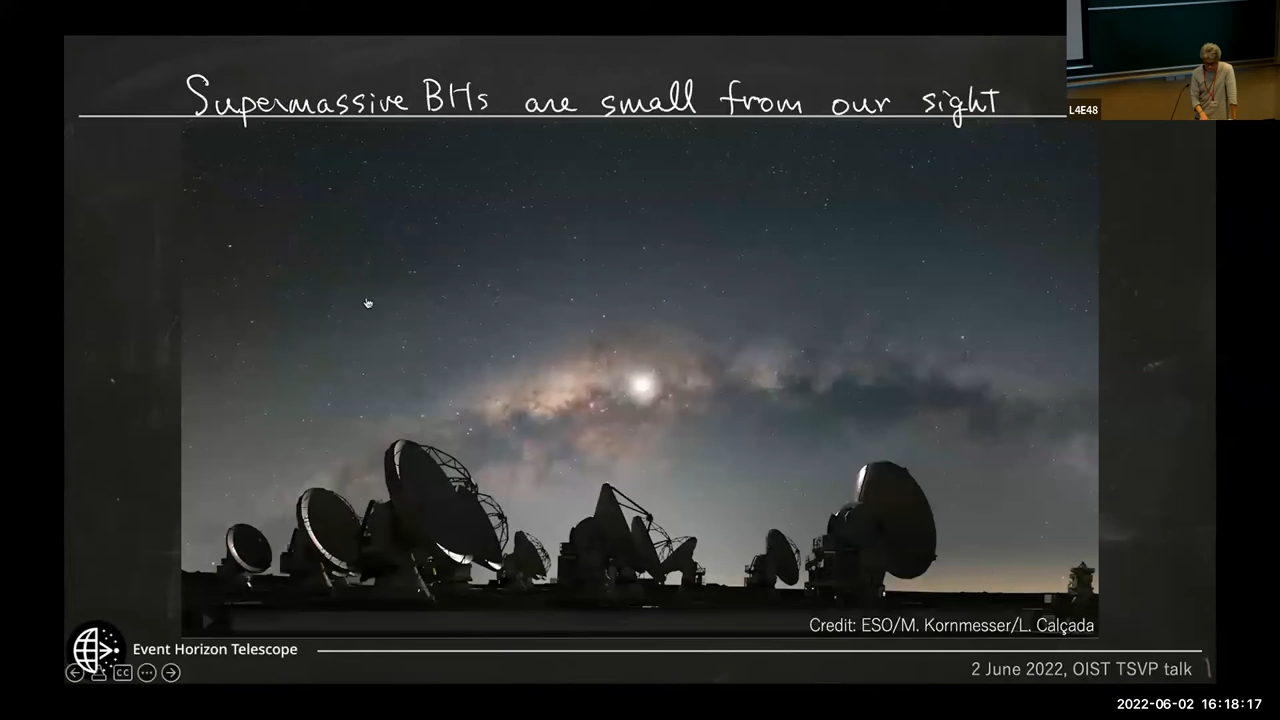 Supermassive BHs are small from our sight
L4E48
Credit: ESO/M. Kornmesser/L. Calçada
Event Horizon Telescope
CC
2 June 2022, OIST TSVP talk
2022-06-02 16:18:17